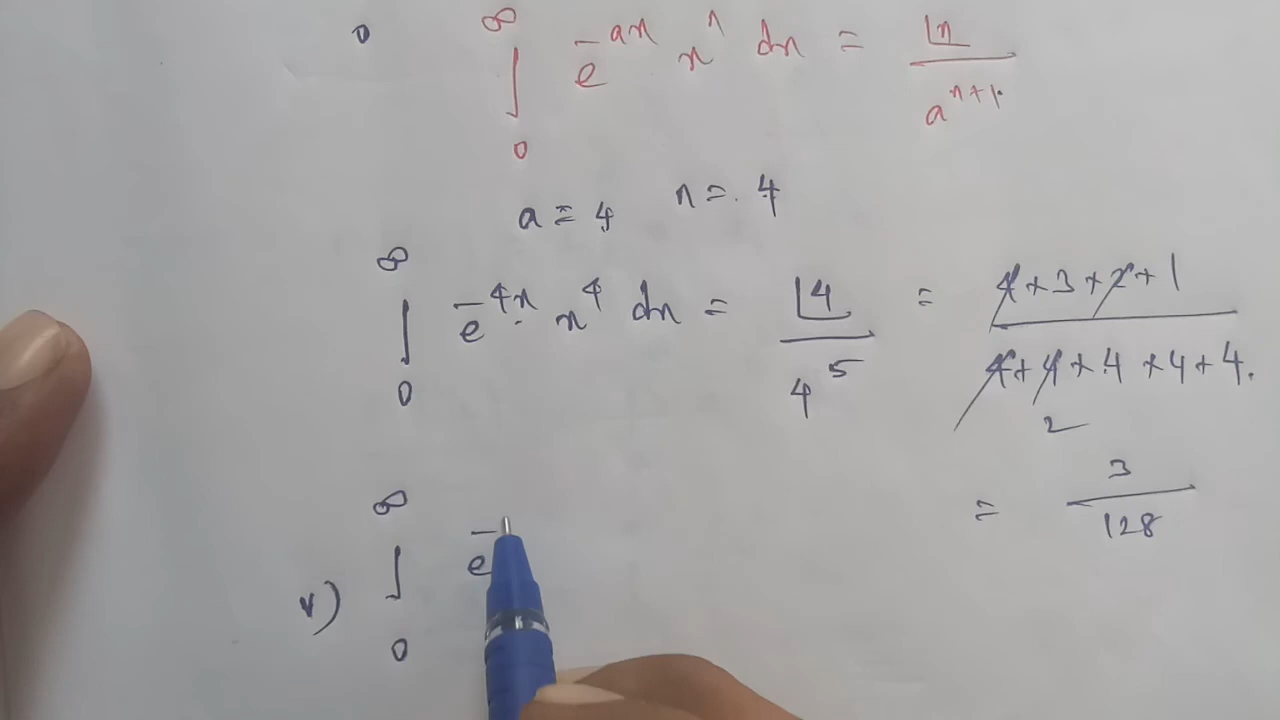 ∞∫0 e^-ax x^n dx = ⌊n / a^n+1
a = 4 n = 4
∞∫0 e^-4x x^4 dx = ⌊4 / 4^5 = 4×3×2×1 / 4×4×4×4×4.
2
= 3 / 128
v) ∞∫0 e^-